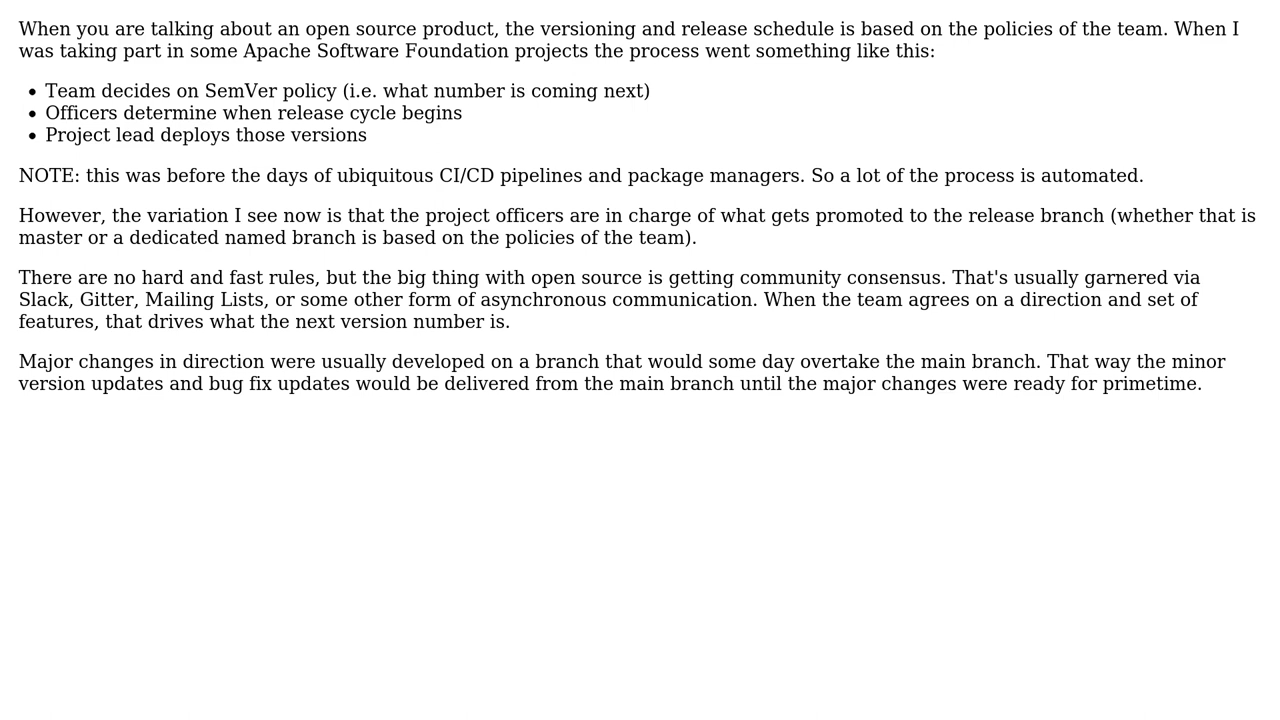 When you are talking about an open source product, the versioning and release schedule is based on the policies of the team. When I
was taking part in some Apache Software Foundation projects the process went something like this:
• Team decides on SemVer policy (i.e. what number is coming next)
• Officers determine when release cycle begins
• Project lead deploys those versions
NOTE: this was before the days of ubiquitous CI/CD pipelines and package managers. So a lot of the process is automated.
However, the variation I see now is that the project officers are in charge of what gets promoted to the release branch (whether that is
master or a dedicated named branch is based on the policies of the team).
There are no hard and fast rules, but the big thing with open source is getting community consensus. That's usually garnered via
Slack, Gitter, Mailing Lists, or some other form of asynchronous communication. When the team agrees on a direction and set of
features, that drives what the next version number is.
Major changes in direction were usually developed on a branch that would some day overtake the main branch. That way the minor
version updates and bug fix updates would be delivered from the main branch until the major changes were ready for primetime.